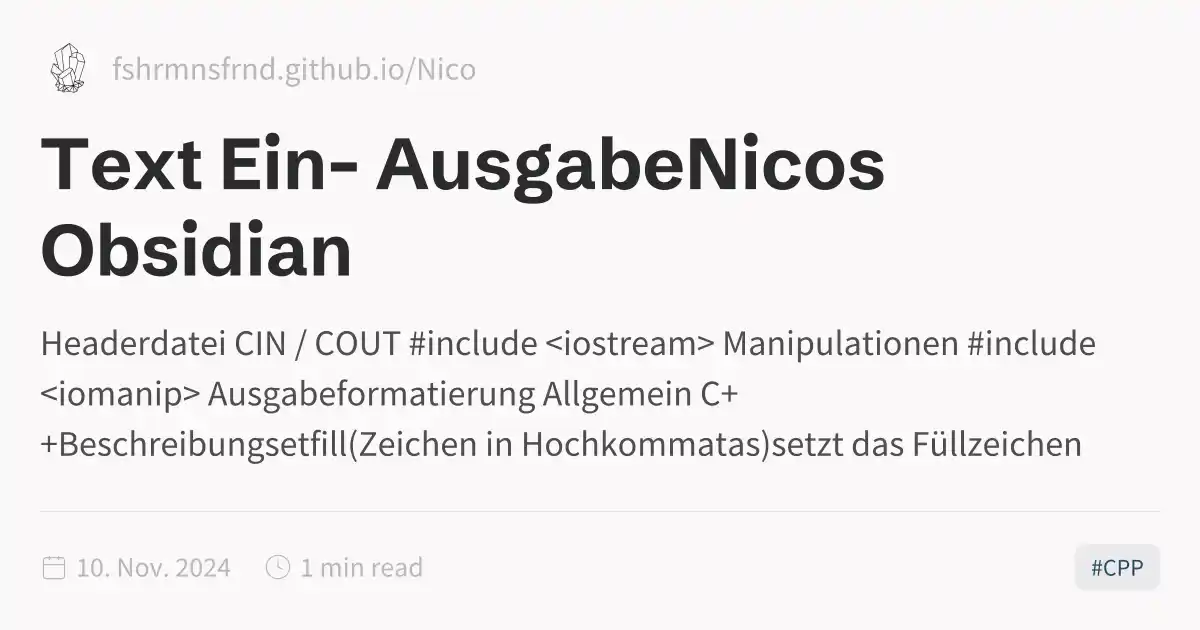 fshrmnsfrnd.github.io/Nico
Text Ein- AusgabeNicos
Obsidian
Headerdatei CIN / COUT #include <iostream> Manipulationen #include
<iomanip> Ausgabeformatierung Allgemein C+
+Beschreibungsetfill(Zeichen in Hochkommatas)setzt das Füllzeichen
10. Nov. 2024 1 min read #CPP